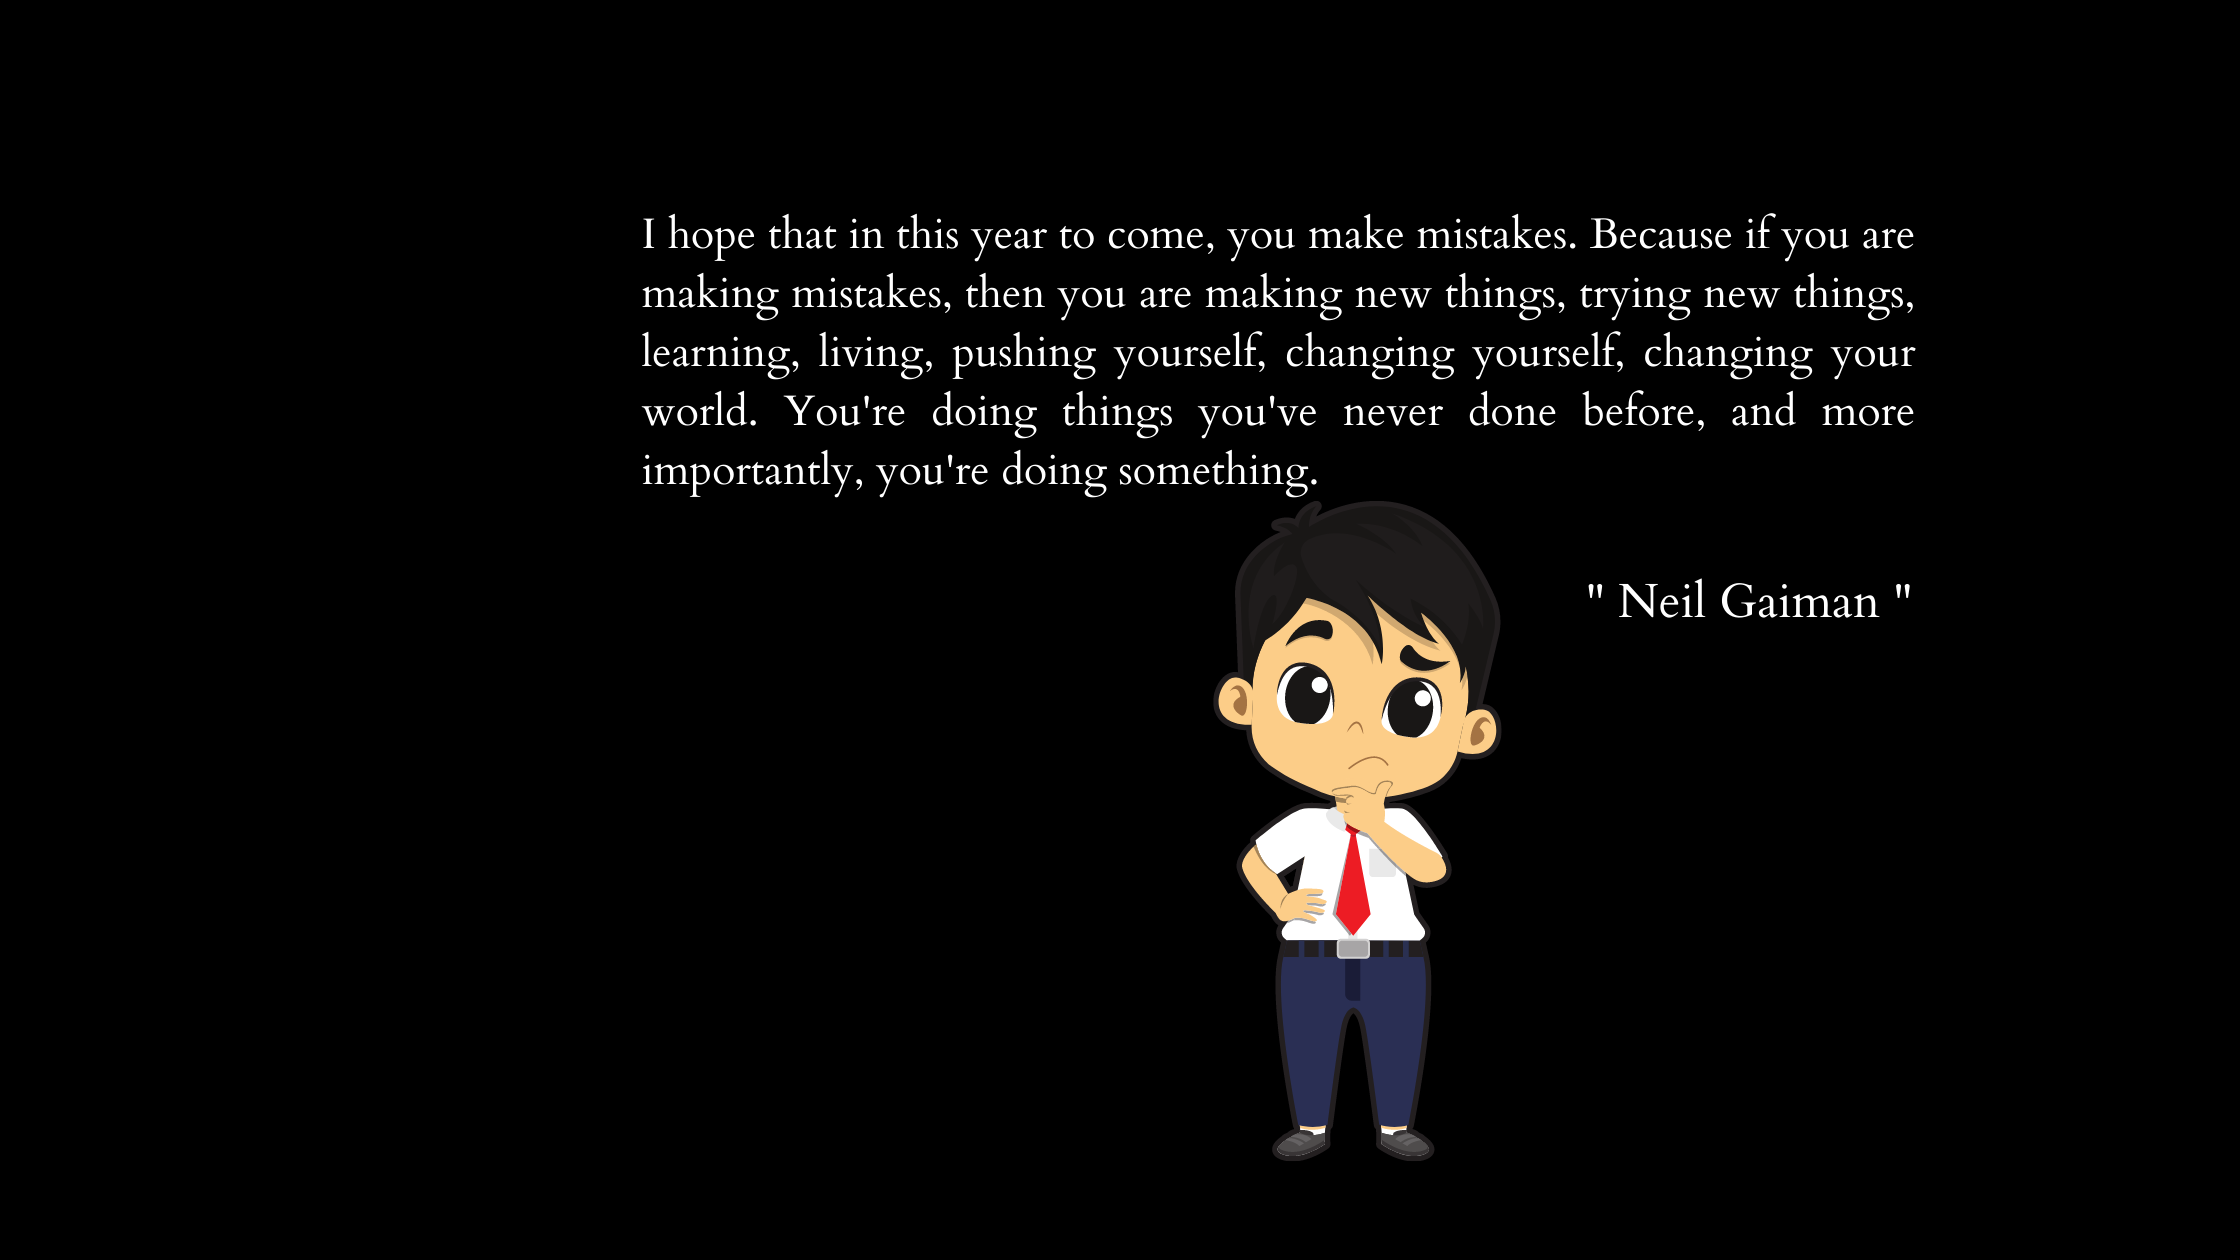 I hope that in this year to come, you make mistakes. Because if you are
making mistakes, then you are making new things, trying new things,
learning, living, pushing yourself, changing yourself, changing your
world. You're doing things you've never done before, and more
importantly, you're doing something.
" Neil Gaiman "